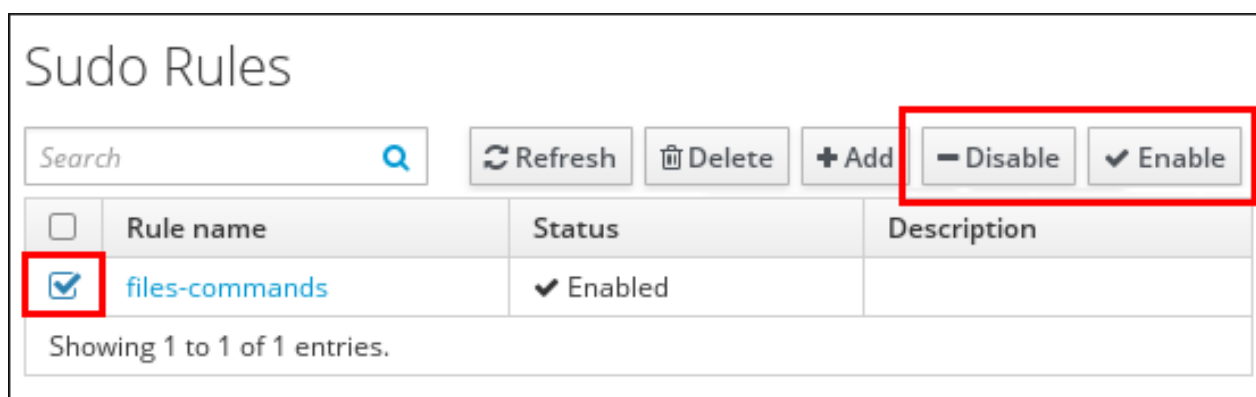 Sudo Rules
Search Refresh Delete Add Disable Enable
Rule name Status Description
files-commands Enabled
Showing 1 to 1 of 1 entries.